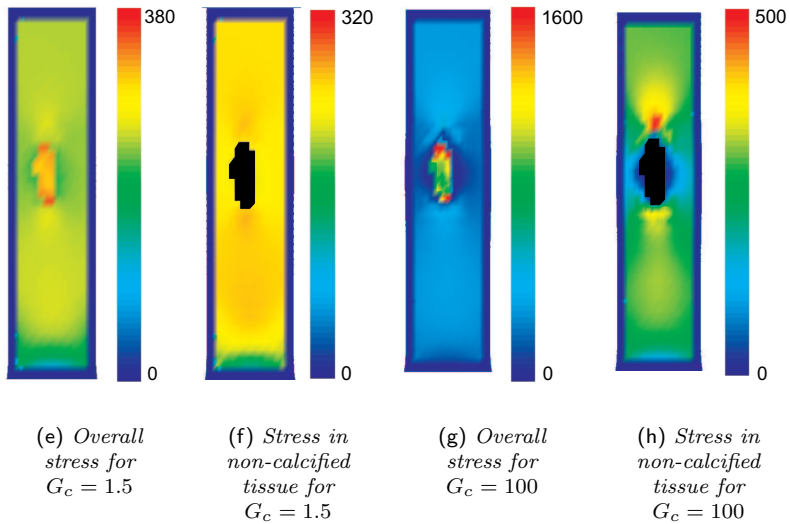 380
320
1600
500
0
0
0
0
(e) Overall
stress for
G_c = 1.5
(f) Stress in
non-calcified
tissue for
G_c = 1.5
(g) Overall
stress for
G_c = 100
(h) Stress in
non-calcified
tissue for
G_c = 100